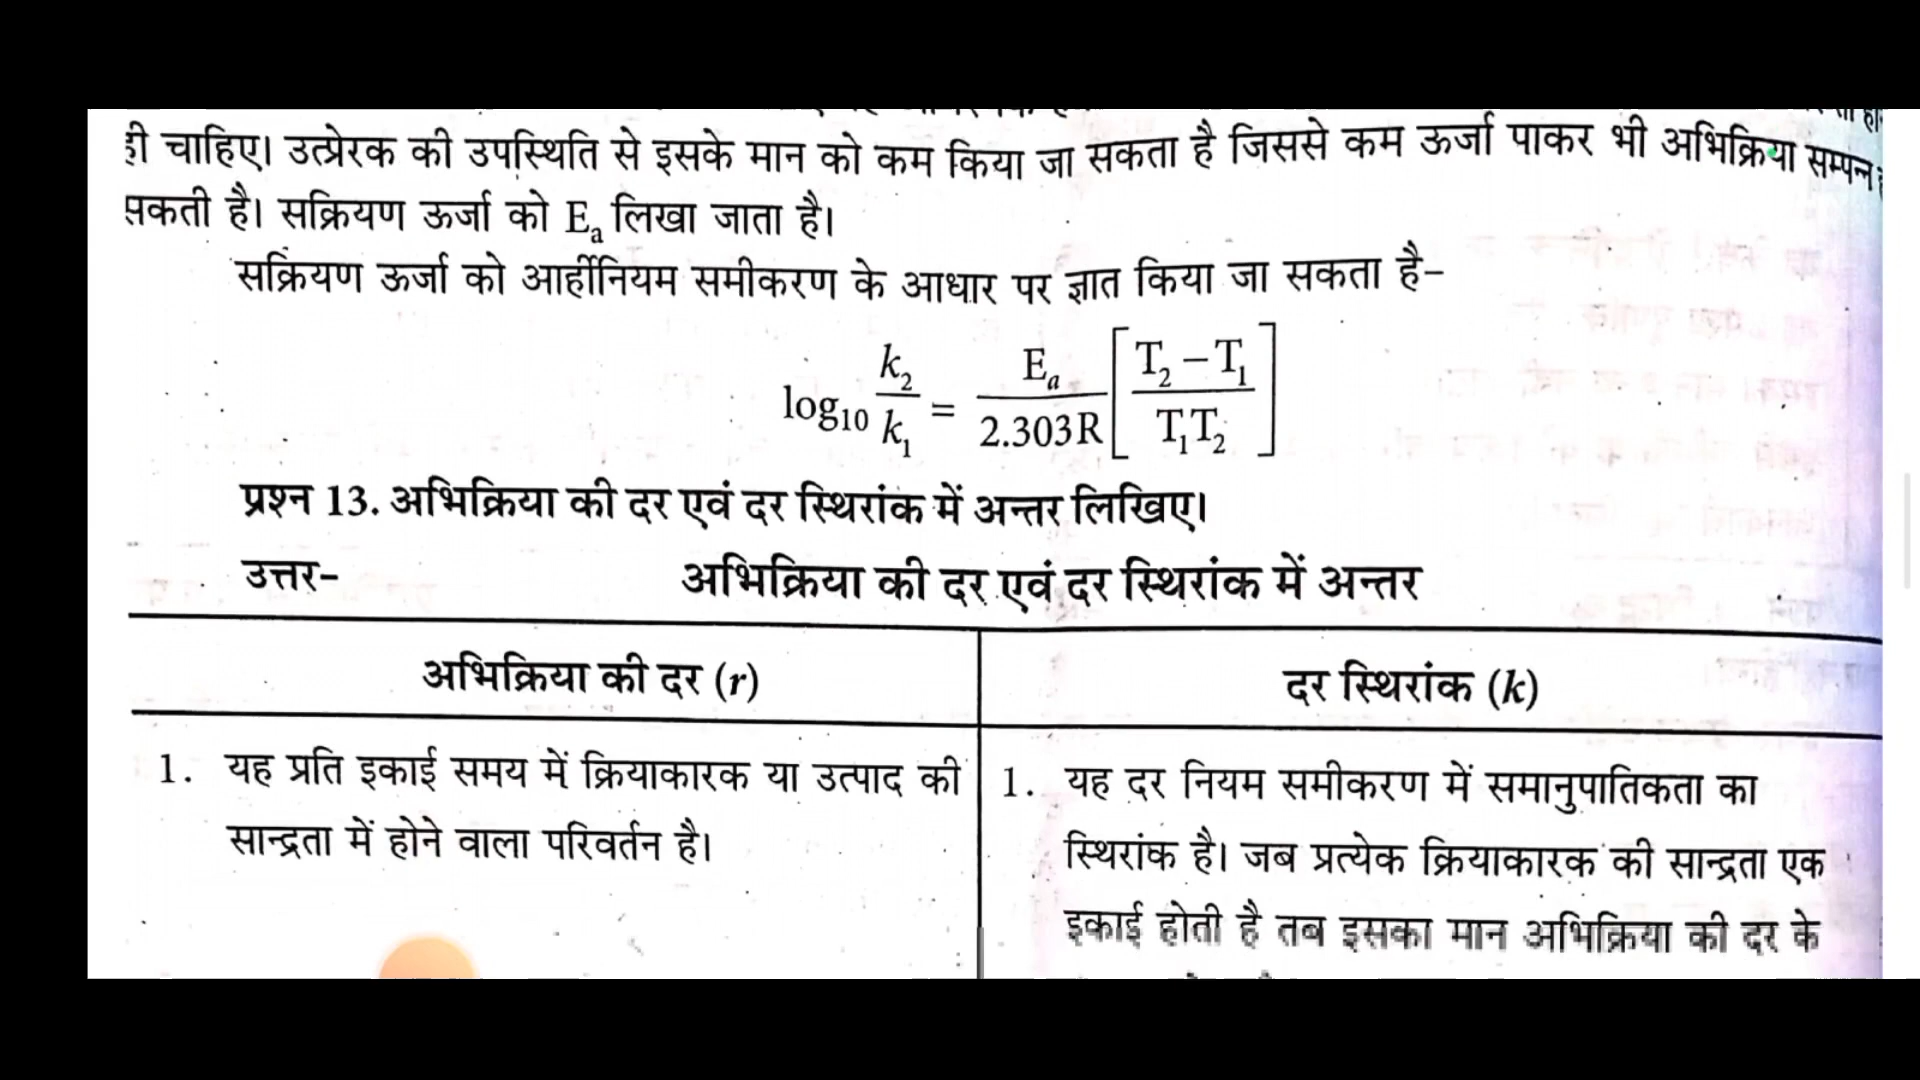 ही चाहिए। उत्प्रेरक की उपस्थिति से इसके मान को कम किया जा सकता है जिससे कम ऊर्जा पाकर भी अभिक्रिया सम्पन्न
सकती है। सक्रियण ऊर्जा को Eₐ लिखा जाता है।
सक्रियण ऊर्जा को आर्हीनियम समीकरण के आधार पर ज्ञात किया जा सकता है–
log₁₀ k₂/k₁ = Eₐ/2.303R [T₂ – T₁/T₁T₂]
प्रश्न 13. अभिक्रिया की दर एवं दर स्थिरांक में अन्तर लिखिए।
उत्तर– अभिक्रिया की दर एवं दर स्थिरांक में अन्तर
अभिक्रिया की दर (r) दर स्थिरांक (k)
1. यह प्रति इकाई समय में क्रियाकारक या उत्पाद की
सान्द्रता में होने वाला परिवर्तन है।
1. यह दर नियम समीकरण में समानुपातिकता का
स्थिरांक है। जब प्रत्येक क्रियाकारक की सान्द्रता एक
इकाई होती है तब इसका मान अभिक्रिया की दर के